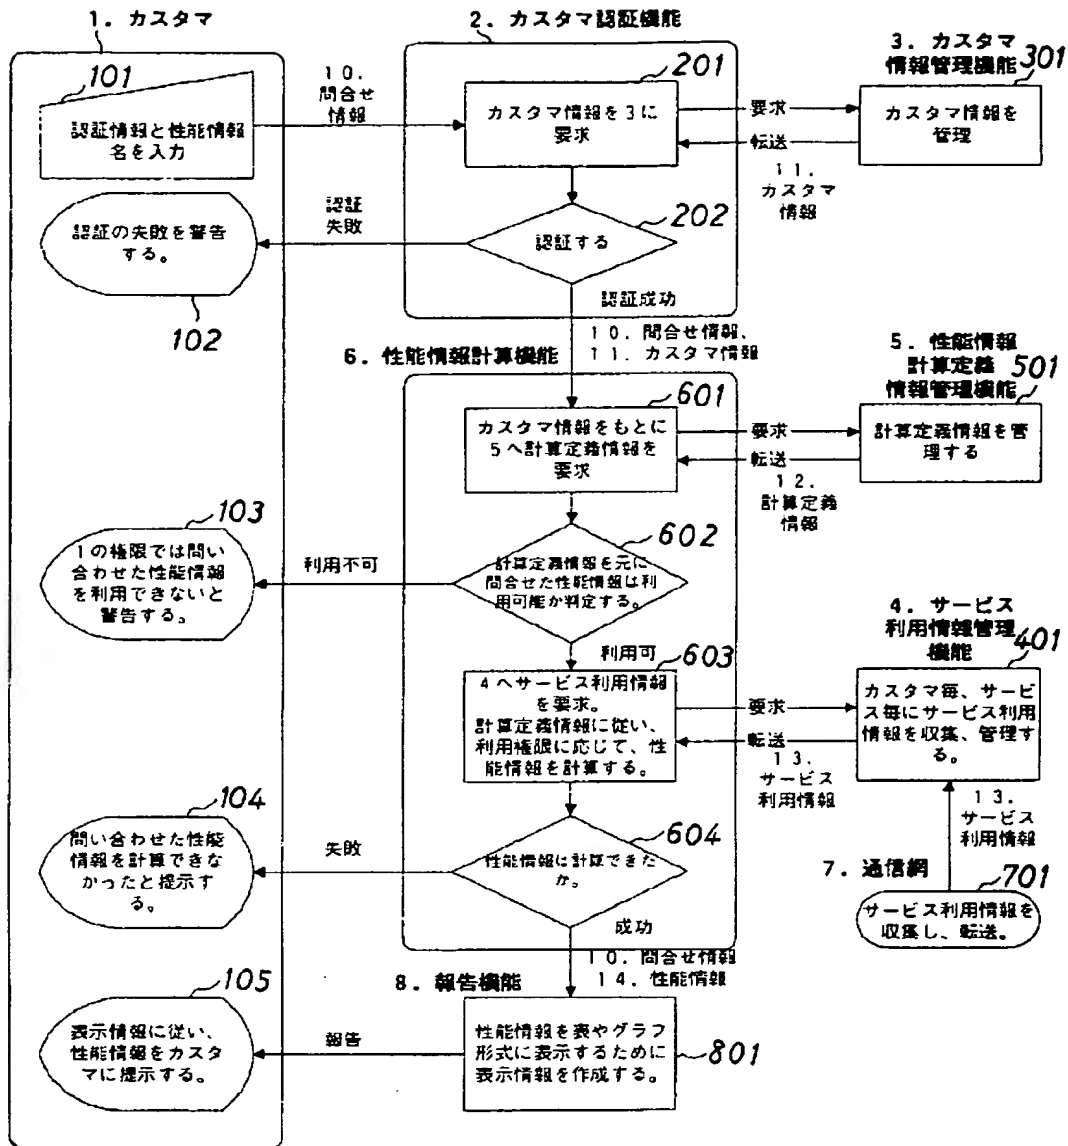 1. カスタマ
101
認証情報と性能情報
名を入力
10.
問合せ
情報
2. カスタマ認証機能
201
カスタマ情報を3に
要求
要求
転送
11.
カスタマ
情報
3. カスタマ
情報管理機能
301
カスタマ情報を
管理
認証の失敗を警告
する。
102
認証
失敗
202
認証する
認証成功
10. 問合せ情報、
11. カスタマ情報
6. 性能情報計算機能
601
カスタマ情報をもとに
5へ計算定義情報を
要求
要求
転送
12.
計算定義
情報
5. 性能情報
計算定義
情報管理機能
501
計算定義情報を管
理する
103
1の権限では問い
合わせた性能情報
を利用できないと
警告する。
利用不可
602
計算定義情報を元に
問合せた性能情報は利
用可能か判定する。
利用可
603
4へサービス利用情報
を要求。
計算定義情報に従い、
利用権限に応じて、性
能情報を計算する。
要求
転送
13.
サービス
利用情報
4. サービス
利用情報管理
機能
401
カスタマ毎、サービ
ス毎にサービス利用
情報を収集、管理す
る。
13.
サービス
利用情報
7. 通信網
701
サービス利用情報を
収集し、転送。
104
問い合わせた性能
情報を計算できな
かったと提示す
る。
失敗
604
性能情報は計算できた
か。
成功
10. 問合せ情報
14. 性能情報
8. 報告機能
105
表示情報に従い、
性能情報をカスタ
マに提示する。
報告
性能情報を表やグラフ
形式に表示するために
表示情報を作成する。
801